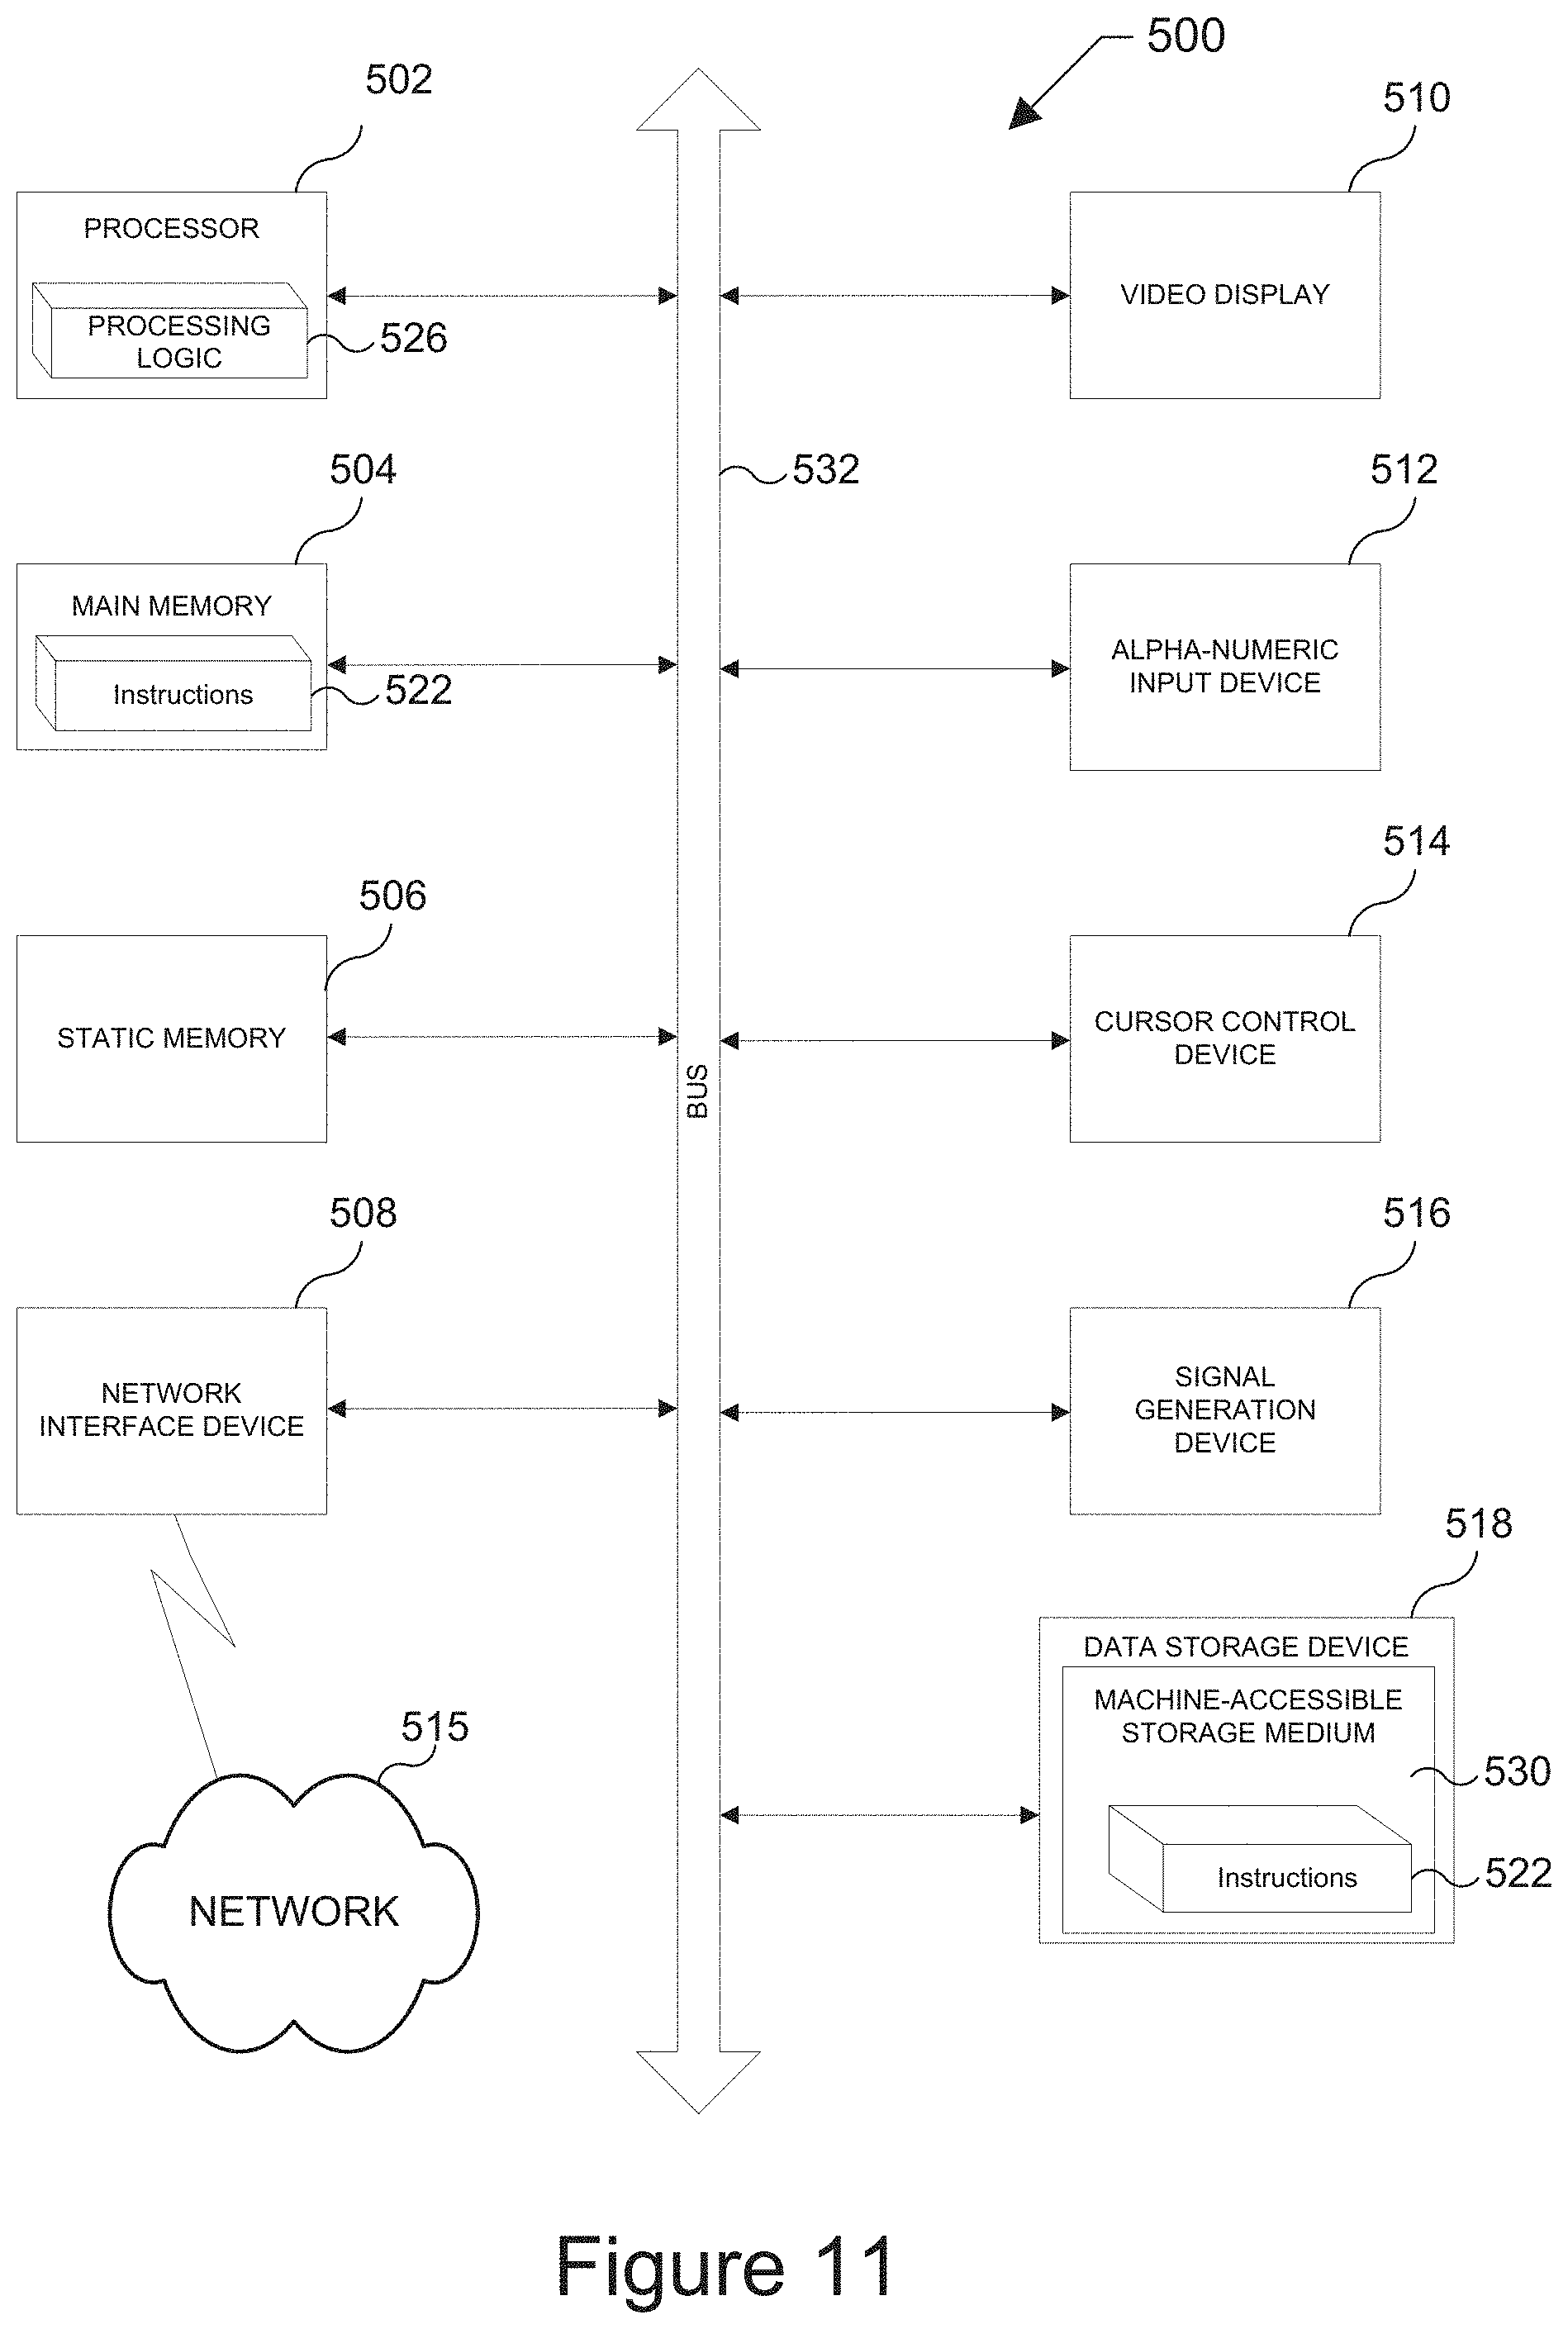 500
502
PROCESSOR
PROCESSING
LOGIC
526
510
VIDEO DISPLAY
532
504
MAIN MEMORY
Instructions
522
512
ALPHA-NUMERIC
INPUT DEVICE
506
STATIC MEMORY
514
CURSOR CONTROL
DEVICE
BUS
508
NETWORK
INTERFACE DEVICE
516
SIGNAL
GENERATION
DEVICE
515
NETWORK
518
DATA STORAGE DEVICE
MACHINE-ACCESSIBLE
STORAGE MEDIUM
530
Instructions
522
Figure 11